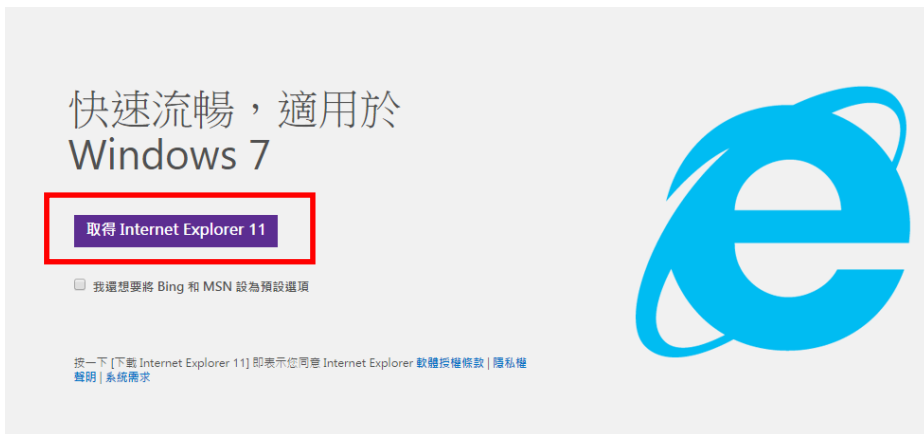 快速流暢，適用於
Windows 7
取得 Internet Explorer 11
我還想要將 Bing 和 MSN 設為預設選項
按一下 [下載 Internet Explorer 11] 即表示您同意 Internet Explorer 軟體授權條款 | 隱私權
聲明 | 系統需求